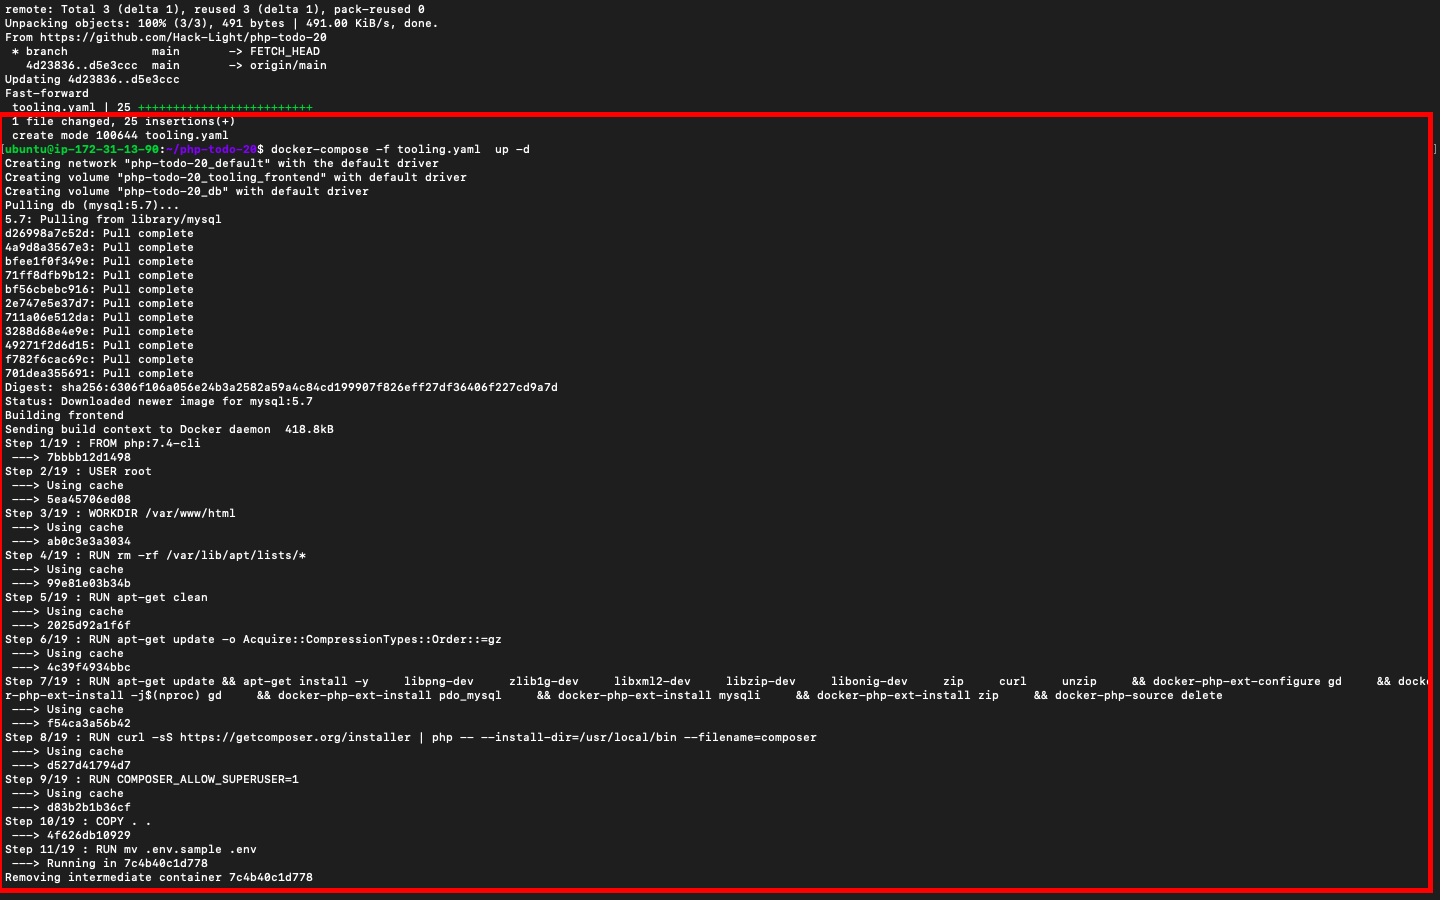 remote: Total 3 (delta 1), reused 3 (delta 1), pack-reused 0
Unpacking objects: 100% (3/3), 491 bytes | 491.00 KiB/s, done.
From https://github.com/Hack-Light/php-todo-20
 * branch            main       -> FETCH_HEAD
   4d23836..d5e3ccc  main       -> origin/main
Updating 4d23836..d5e3ccc
Fast-forward
 tooling.yaml | 25 +++++++++++++++++++++++++
 1 file changed, 25 insertions(+)
 create mode 100644 tooling.yaml
[ubuntu@ip-172-31-13-90:~/php-todo-20$ docker-compose -f tooling.yaml  up -d ]
Creating network "php-todo-20_default" with the default driver
Creating volume "php-todo-20_tooling_frontend" with default driver
Creating volume "php-todo-20_db" with default driver
Pulling db (mysql:5.7)...
5.7: Pulling from library/mysql
d26998a7c52d: Pull complete
4a9d8a3567e3: Pull complete
bfee1f0f349e: Pull complete
71ff8dfb9b12: Pull complete
bf56cbebc916: Pull complete
2e747e5e37d7: Pull complete
711a06e512da: Pull complete
3288d68e4e9e: Pull complete
49271f2d6d15: Pull complete
f782f6cac69c: Pull complete
701dea355691: Pull complete
Digest: sha256:6306f106a056e24b3a2582a59a4c84cd199907f826eff27df36406f227cd9a7d
Status: Downloaded newer image for mysql:5.7
Building frontend
Sending build context to Docker daemon  418.8kB
Step 1/19 : FROM php:7.4-cli
 ---> 7bbbb12d1498
Step 2/19 : USER root
 ---> Using cache
 ---> 5ea45706ed08
Step 3/19 : WORKDIR /var/www/html
 ---> Using cache
 ---> ab0c3e3a3034
Step 4/19 : RUN rm -rf /var/lib/apt/lists/*
 ---> Using cache
 ---> 99e81e03b34b
Step 5/19 : RUN apt-get clean
 ---> Using cache
 ---> 2025d92a1f6f
Step 6/19 : RUN apt-get update -o Acquire::CompressionTypes::Order::=gz
 ---> Using cache
 ---> 4c39f4934bbc
Step 7/19 : RUN apt-get update && apt-get install -y     libpng-dev     zlib1g-dev     libxml2-dev     libzip-dev     libonig-dev     zip     curl     unzip     && docker-php-ext-configure gd     && docke
r-php-ext-install -j$(nproc) gd     && docker-php-ext-install pdo_mysql     && docker-php-ext-install mysqli     && docker-php-ext-install zip     && docker-php-source delete
 ---> Using cache
 ---> f54ca3a56b42
Step 8/19 : RUN curl -sS https://getcomposer.org/installer | php -- --install-dir=/usr/local/bin --filename=composer
 ---> Using cache
 ---> d527d41794d7
Step 9/19 : RUN COMPOSER_ALLOW_SUPERUSER=1
 ---> Using cache
 ---> d83b2b1b36cf
Step 10/19 : COPY . .
 ---> 4f626db10929
Step 11/19 : RUN mv .env.sample .env
 ---> Running in 7c4b40c1d778
Removing intermediate container 7c4b40c1d778